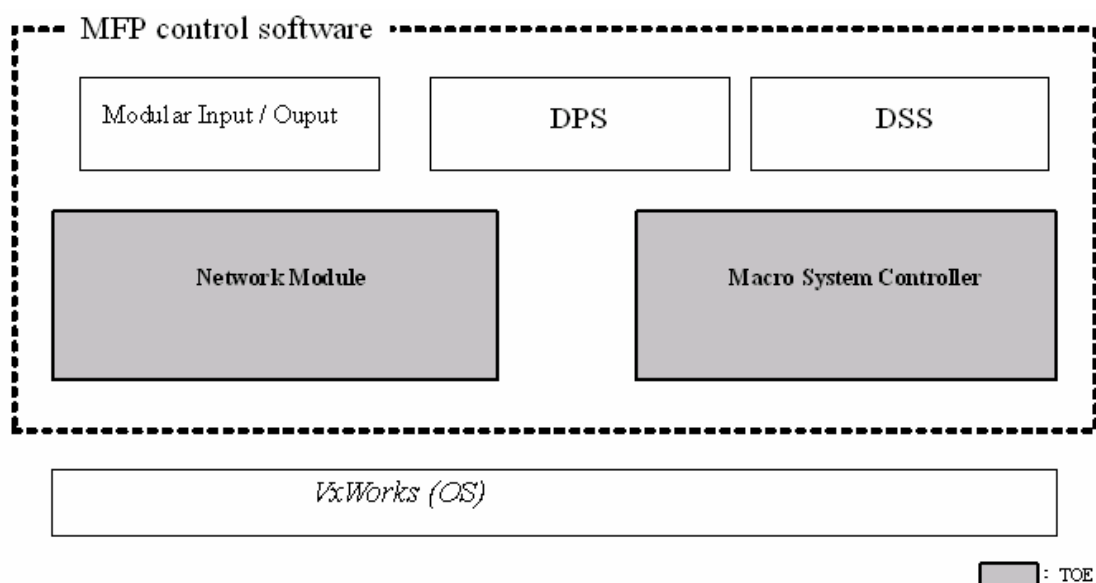 MFP control software
Modular Input / Ouput
DPS
DSS
Network Module
Macro System Controller
VxWorks (OS)
: TOE